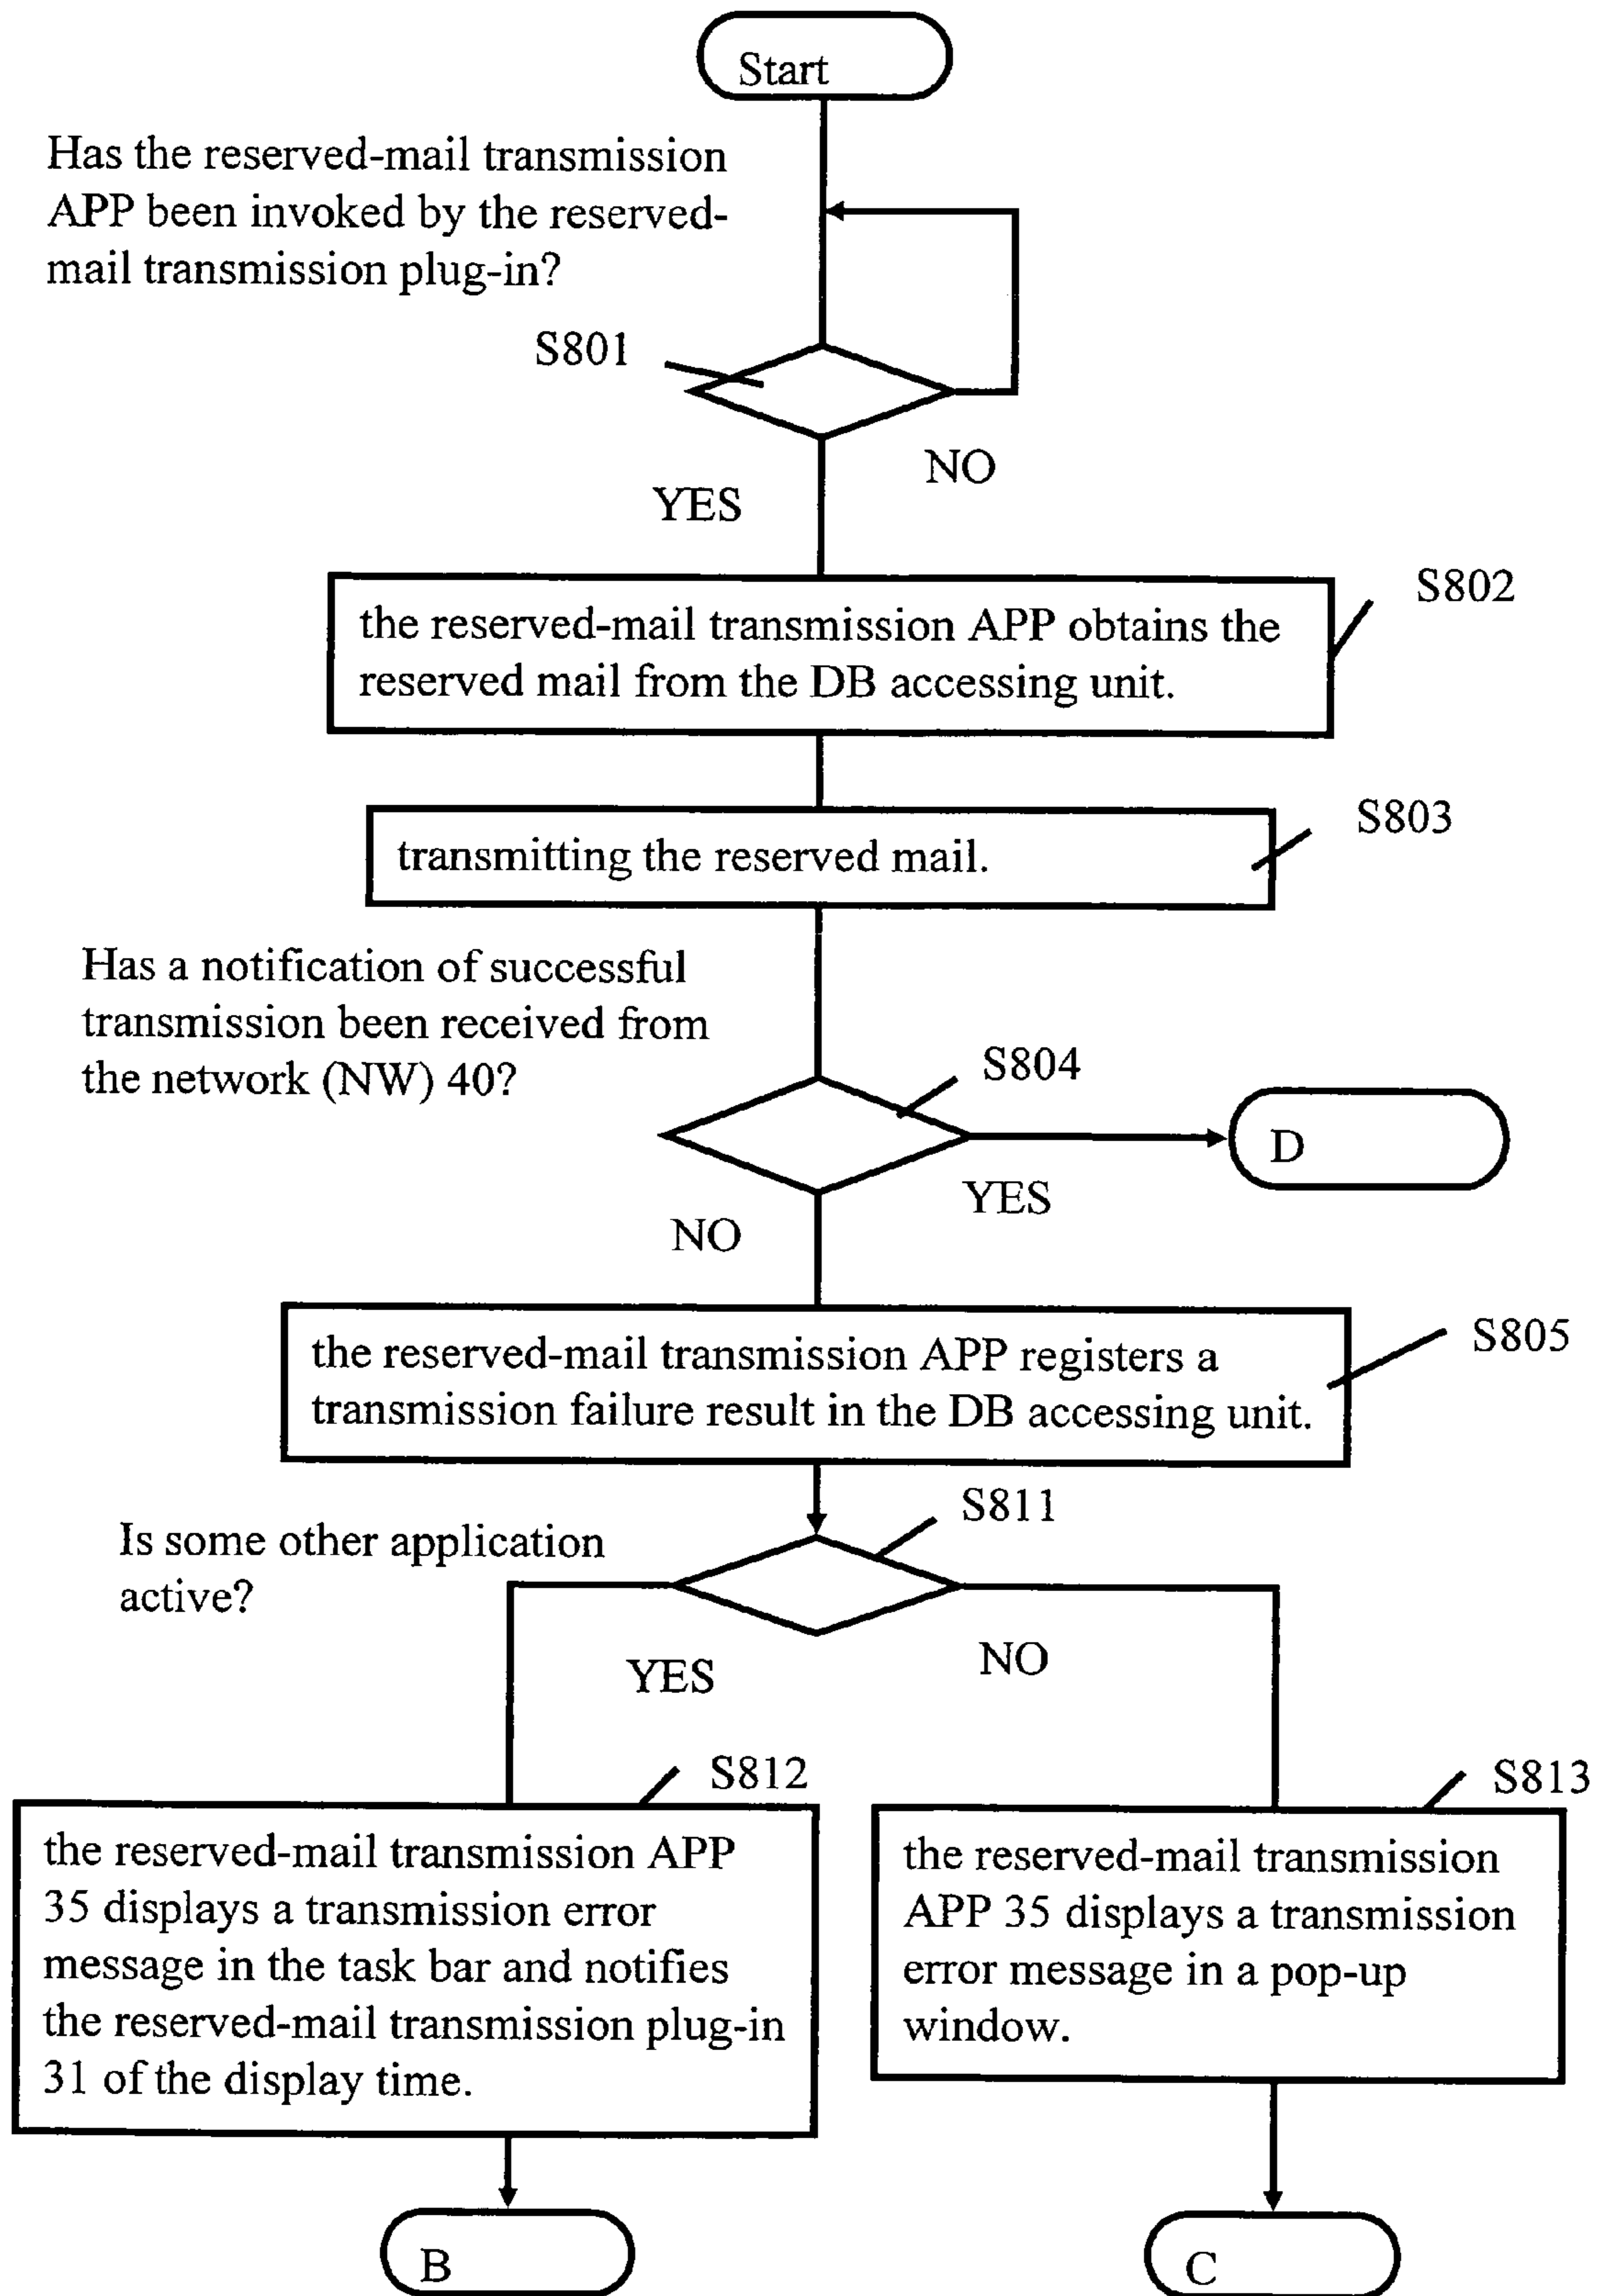 Start
Has the reserved-mail transmission
APP been invoked by the reserved-
mail transmission plug-in?
S801
NO
YES
S802
the reserved-mail transmission APP obtains the
reserved mail from the DB accessing unit.
S803
transmitting the reserved mail.
Has a notification of successful
transmission been received from
the network (NW) 40?
S804
D
YES
NO
S805
the reserved-mail transmission APP registers a
transmission failure result in the DB accessing unit.
S811
Is some other application
active?
YES
NO
S812
the reserved-mail transmission APP
35 displays a transmission error
message in the task bar and notifies
the reserved-mail transmission plug-in
31 of the display time.
S813
the reserved-mail transmission
APP 35 displays a transmission
error message in a pop-up
window.
B
C